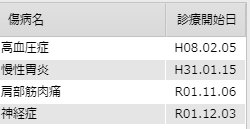 傷病名 診療開始日
高血圧症 H08.02.05
慢性胃炎 H31.01.15
肩部筋肉痛 R01.11.06
神経症 R01.12.03